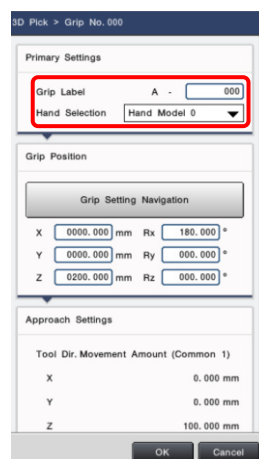 3D Pick > Grip No. 000
Primary Settings
Grip Label A - 000
Hand Selection Hand Model 0
Grip Position
Grip Setting Navigation
X 0000.000 mm Rx 180.000 °
Y 0000.000 mm Ry 000.000 °
Z 0200.000 mm Rz 000.000 °
Approach Settings
Tool Dir. Movement Amount (Common 1)
X 0.000 mm
Y 0.000 mm
Z 100.000 mm
OK Cancel